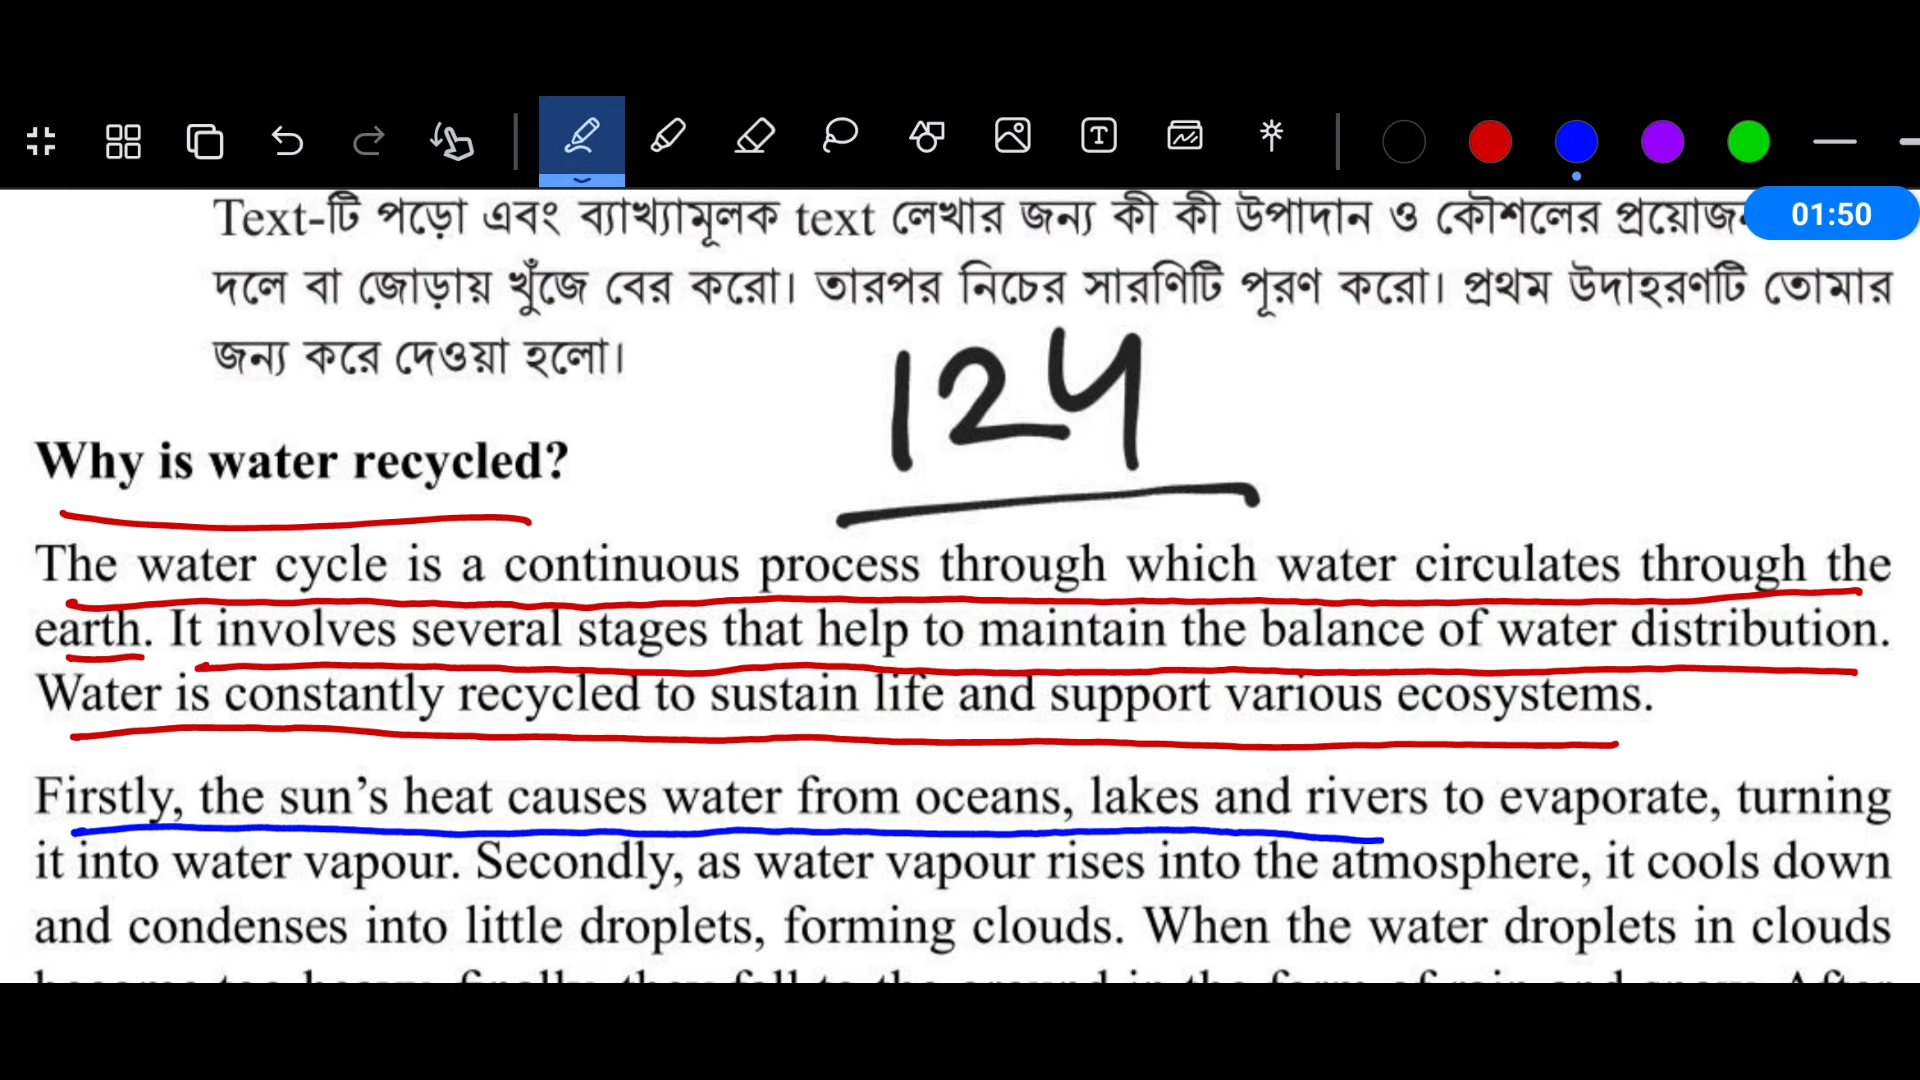 01:50
Text-টি পড়ো এবং ব্যাখ্যামূলক text লেখার জন্য কী কী উপাদান ও কৌশলের
দলে বা জোড়ায় খুঁজে বের করো। তারপর নিচের সারণিটি পূরণ করো। প্রথম উদাহরণটি তোমার
জন্য করে দেওয়া হলো।
124
Why is water recycled?
The water cycle is a continuous process through which water circulates through the
earth. It involves several stages that help to maintain the balance of water distribution.
Water is constantly recycled to sustain life and support various ecosystems.
Firstly, the sun’s heat causes water from oceans, lakes and rivers to evaporate, turning
it into water vapour. Secondly, as water vapour rises into the atmosphere, it cools down
and condenses into little droplets, forming clouds. When the water droplets in clouds